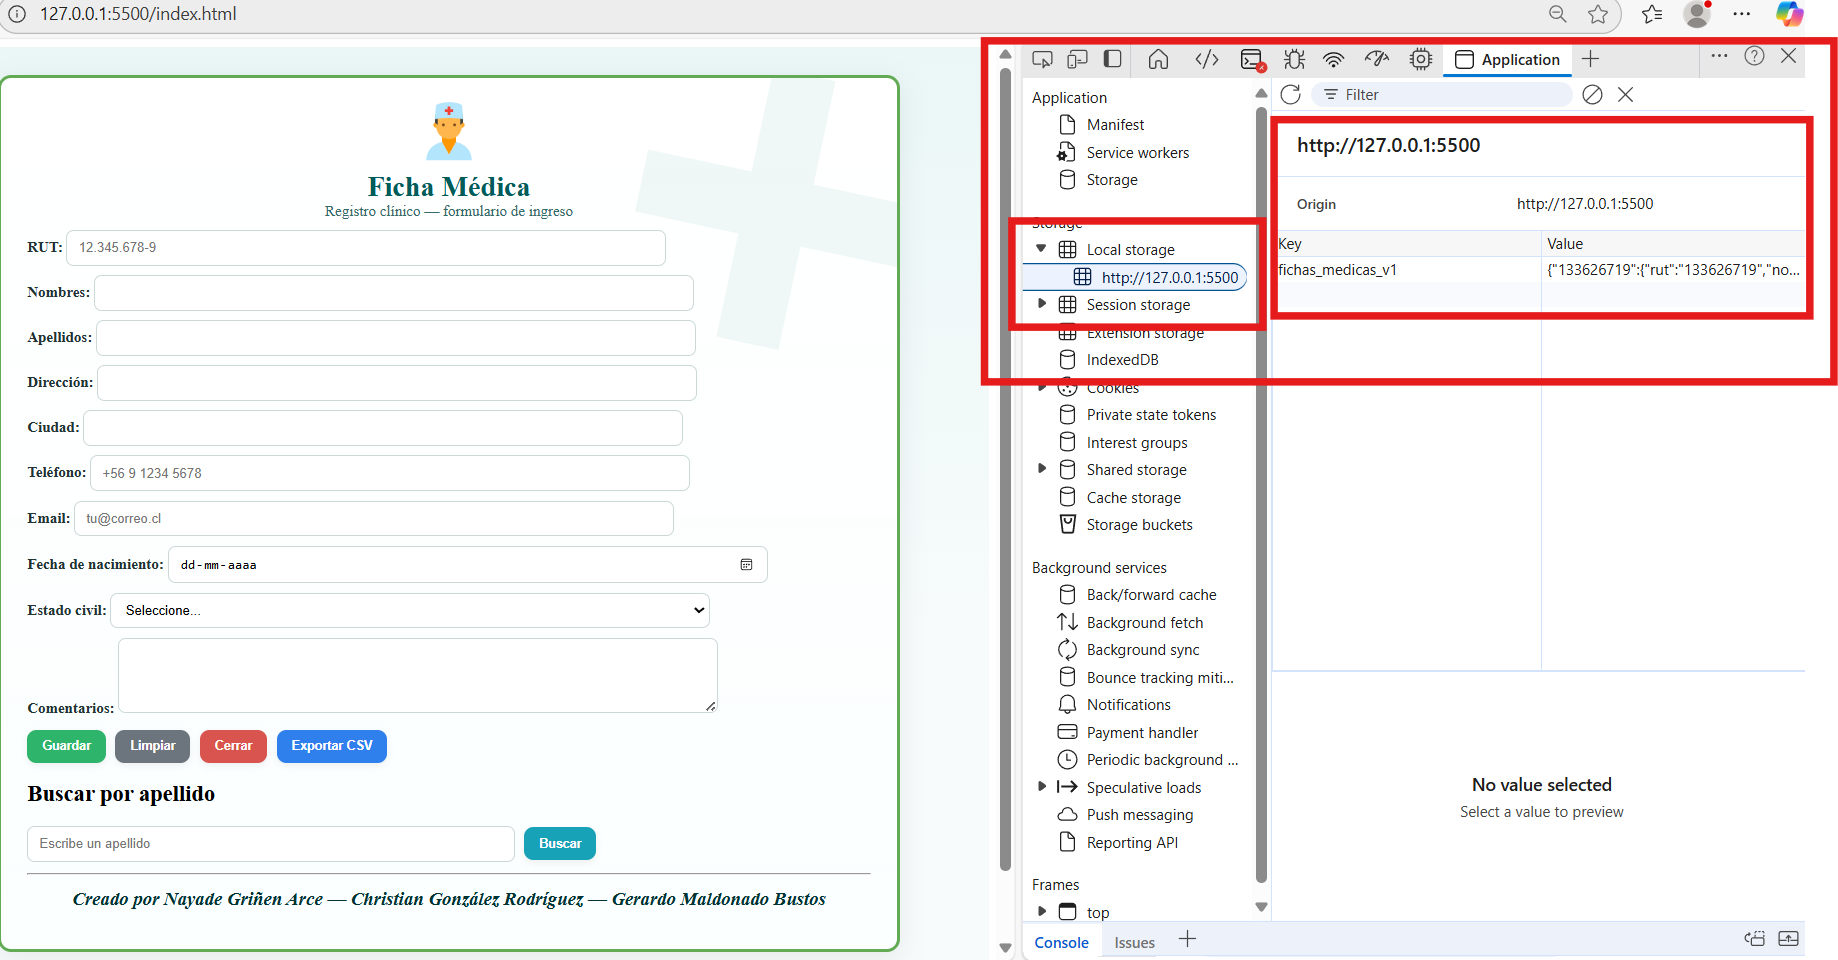 127.0.0.1:5500/index.html
Ficha Médica
Registro clínico — formulario de ingreso
RUT: 12.345.678-9
Nombres:
Apellidos:
Dirección:
Ciudad:
Teléfono: +56 9 1234 5678
Email: tu@correo.cl
Fecha de nacimiento: dd-mm-aaaa
Estado civil: Seleccione...
Comentarios:
Guardar Limpiar Cerrar Exportar CSV
Buscar por apellido
Escribe un apellido Buscar
Creado por Nayade Griñen Arce — Christian González Rodríguez — Gerardo Maldonado Bustos
Application
Application
Manifest
Service workers
Storage
Storage
Local storage
http://127.0.0.1:5500
Session storage
Extension storage
IndexedDB
Cookies
Private state tokens
Interest groups
Shared storage
Cache storage
Storage buckets
Background services
Back/forward cache
Background fetch
Background sync
Bounce tracking miti...
Notifications
Payment handler
Periodic background ...
Speculative loads
Push messaging
Reporting API
Frames
top
Filter
http://127.0.0.1:5500
Origin http://127.0.0.1:5500
Key Value
fichas_medicas_v1 {"133626719":{"rut":"133626719","no...
No value selected
Select a value to preview
Console Issues